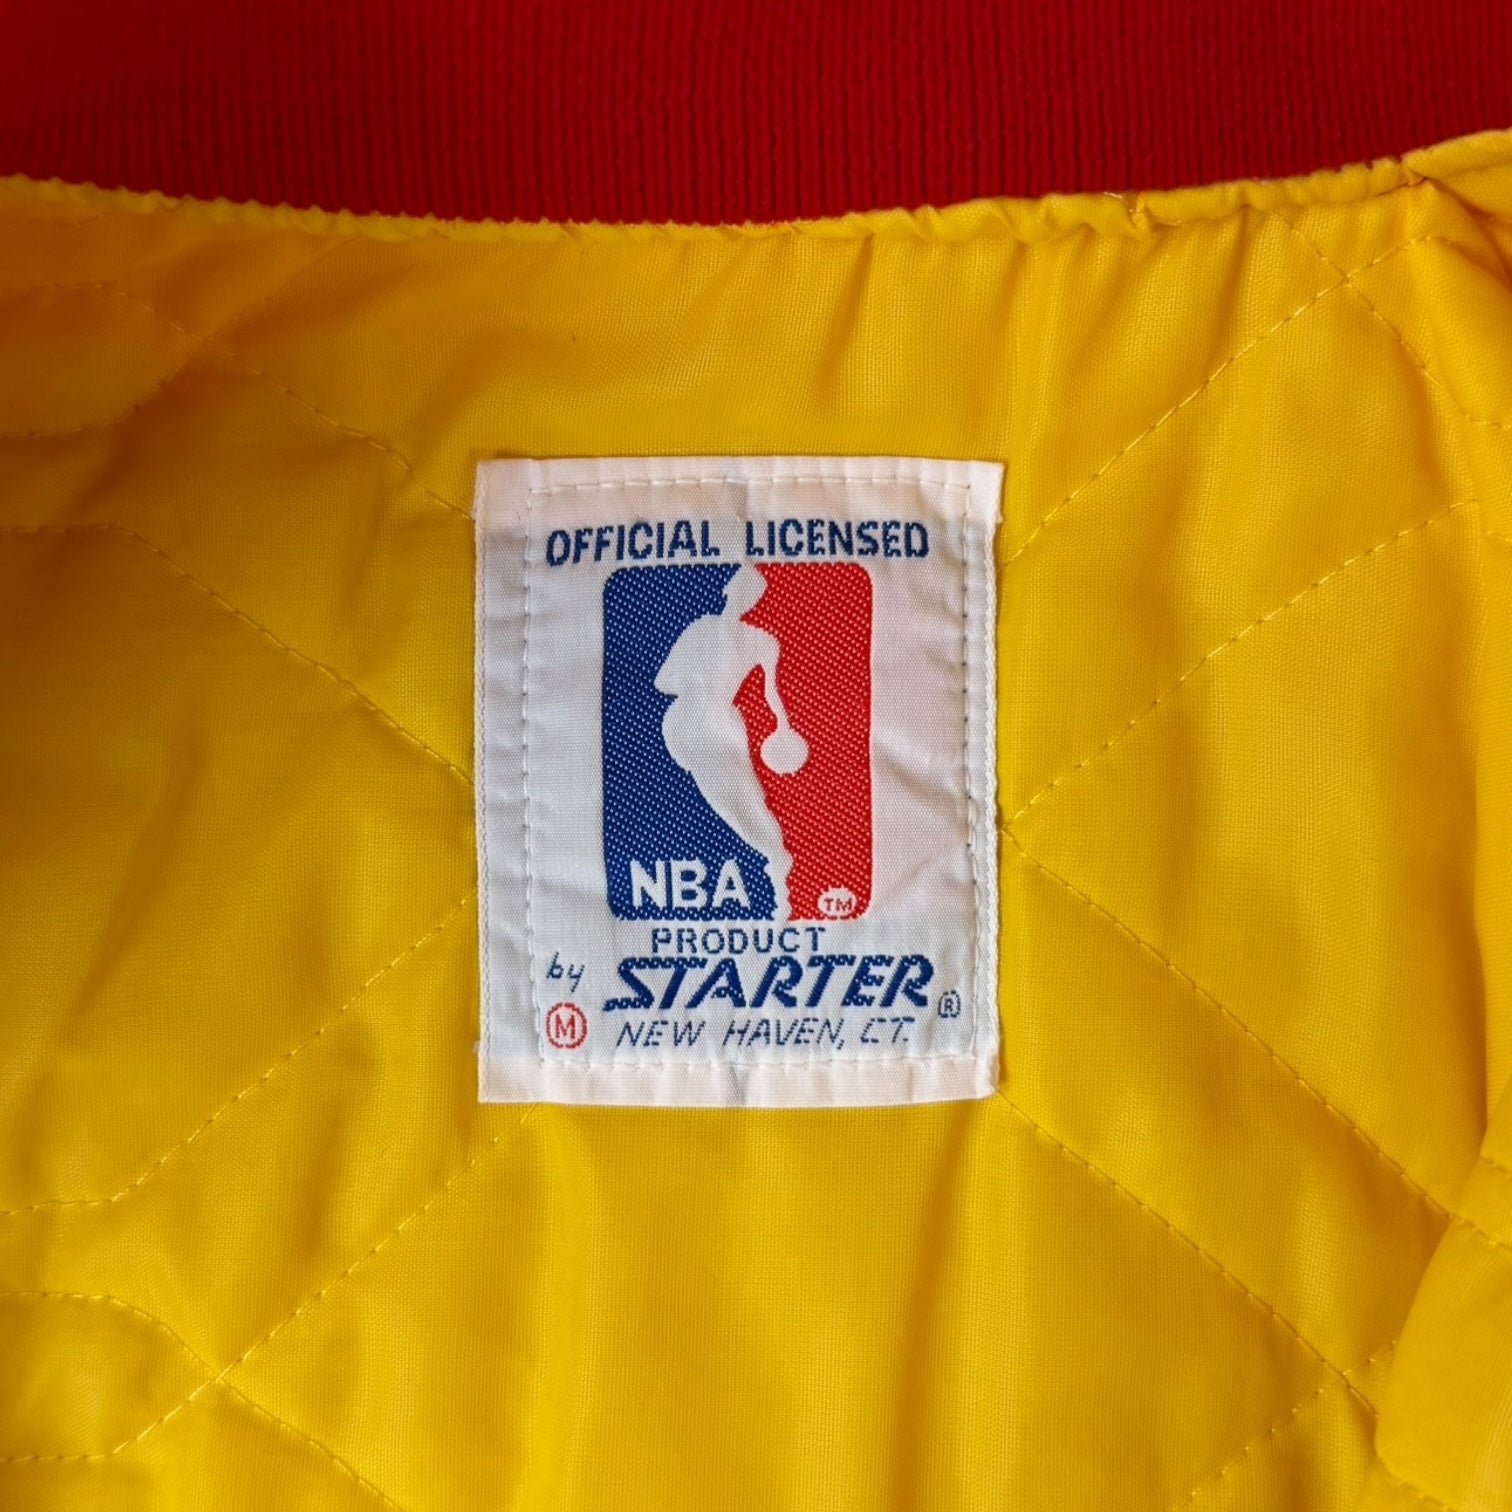 OFFICIAL LICENSED
NBA
TM
PRODUCT
by STARTER ®
M NEW HAVEN, CT.